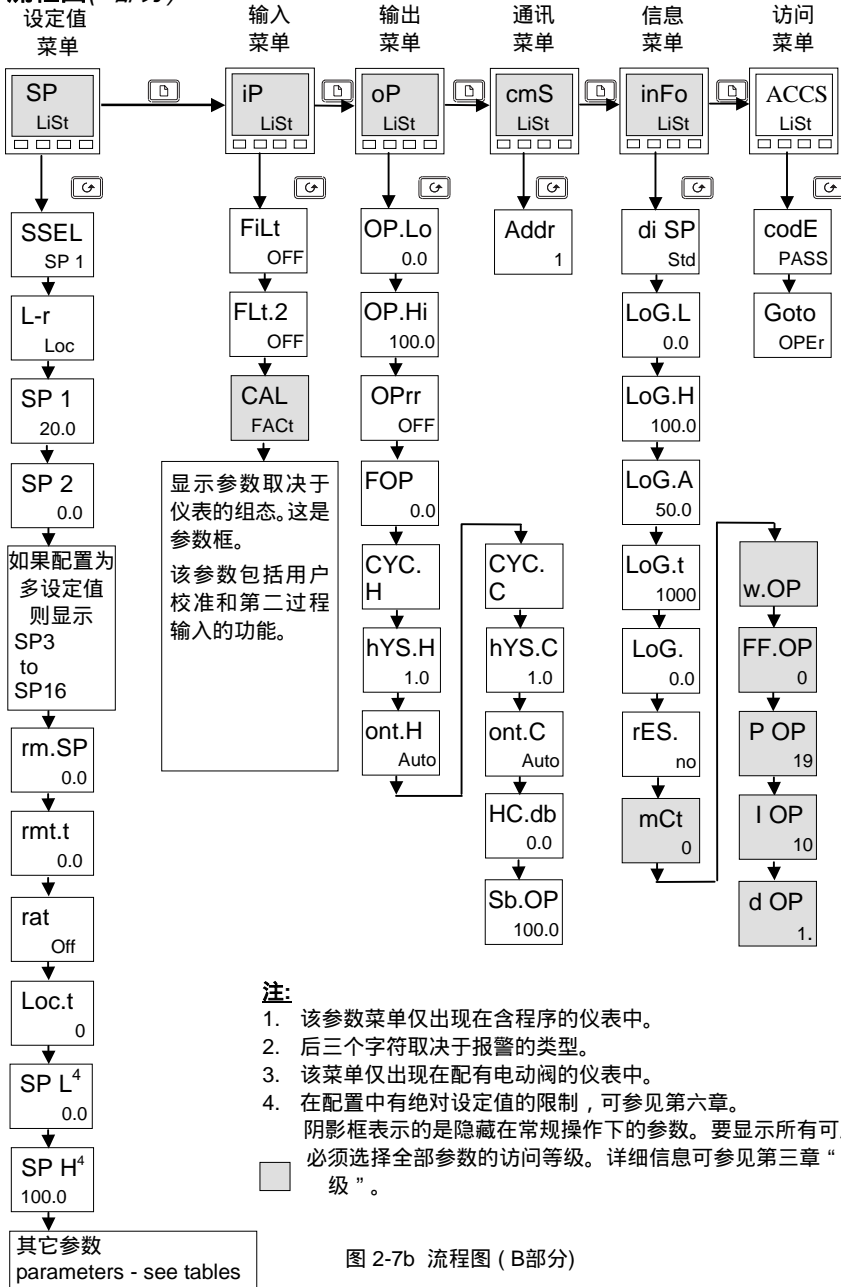 设定值
菜单
输入
菜单
输出
菜单
通讯
菜单
信息
菜单
访问
菜单
SP
LiSt
iP
LiSt
oP
LiSt
cmS
LiSt
inFo
LiSt
ACCS
LiSt
SSEL
SP 1
L-r
Loc
SP 1
20.0
SP 2
0.0
如果配置为
多设定值
则显示
SP3
to
SP16
rm.SP
0.0
rmt.t
0.0
rat
Off
Loc.t
0
SP L4
0.0
SP H4
100.0
其它参数
parameters - see tables
FiLt
OFF
FLt.2
OFF
CAL
FACt
显示参数取决于
仪表的组态。这是
参数框。
该参数包括用户
校准和第二过程
输入的功能。
OP.Lo
0.0
OP.Hi
100.0
OPrr
OFF
FOP
0.0
CYC.
H
hYS.H
1.0
ont.H
Auto
Addr
1
CYC.
C
hYS.C
1.0
ont.C
Auto
HC.db
0.0
Sb.OP
100.0
di SP
Std
LoG.L
0.0
LoG.H
100.0
LoG.A
50.0
LoG.t
1000
LoG.
0.0
rES.
no
mCt
0
codE
PASS
Goto
OPEr
w.OP
FF.OP
0
P OP
19
I OP
10
d OP
1.
注:
1. 该参数菜单仅出现在含程序的仪表中。
2. 后三个字符取决于报警的类型。
3. 该菜单仅出现在配有电动阀的仪表中。
4. 在配置中有绝对设定值的限制，可参见第六章。
阴影框表示的是隐藏在常规操作下的参数。要显示所有可
必须选择全部参数的访问等级。详细信息可参见第三章“
级”。
图 2-7b 流程图 ( B部分)